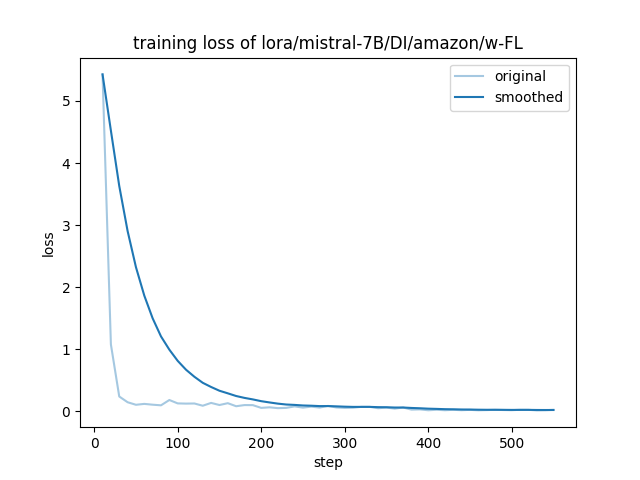 training loss of lora/mistral-7B/DI/amazon/w-FL
original
smoothed
loss
5
4
3
2
1
0
0 100 200 300 400 500
step